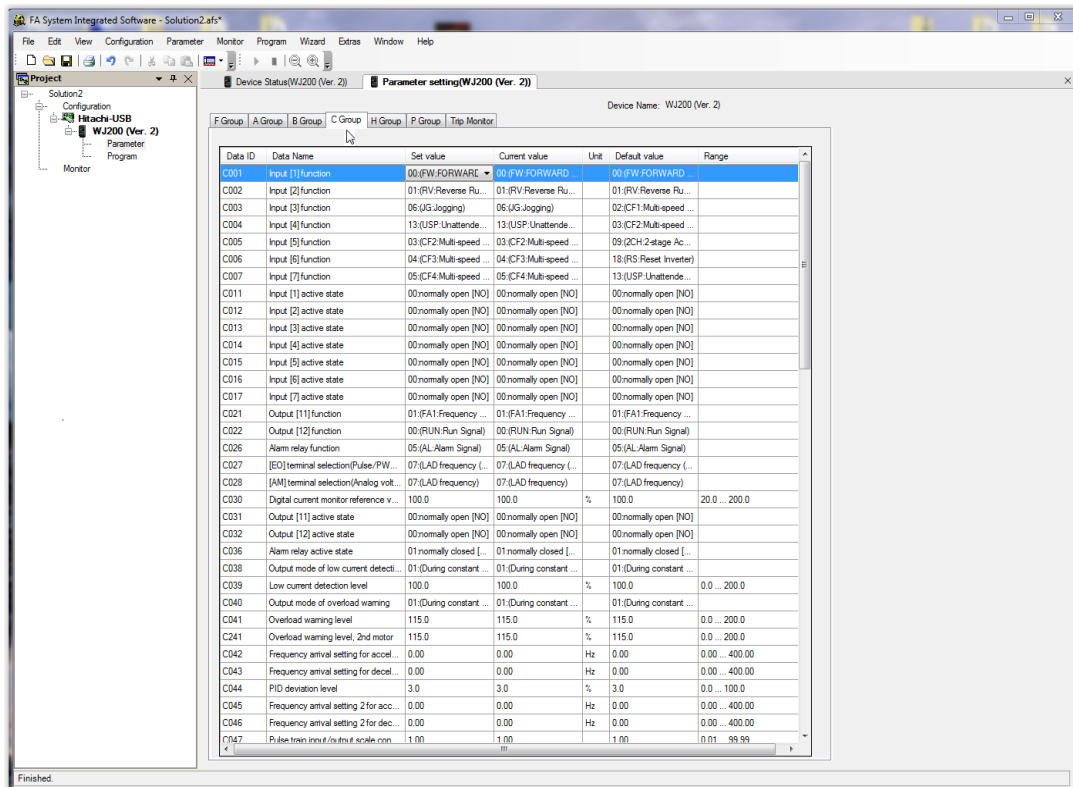 FA System Integrated Software - Solution2.afs*
File Edit View Configuration Parameter Monitor Program Wizard Extras Window Help
Project
Device Status(WJ200 (Ver. 2)) Parameter setting(WJ200 (Ver. 2))
Solution2
Configuration
Hitachi-USB
WJ200 (Ver. 2)
Parameter
Program
Monitor
Device Name: WJ200 (Ver. 2)
F Group A Group B Group C Group H Group P Group Trip Monitor
Data ID Data Name Set value Current value Unit Default value Range
C001 Input [1] function 00:(FW:FORWARD 00:(FW:FORWARD ... 00:(FW:FORWARD ...
C002 Input [2] function 01:(RV:Reverse Ru... 01:(RV:Reverse Ru... 01:(RV:Reverse Ru...
C003 Input [3] function 06:(JG:Jogging) 06:(JG:Jogging) 02:(CF1:Multi-speed ...
C004 Input [4] function 13:(USP:Unattende... 13:(USP:Unattende... 03:(CF2:Multi-speed ...
C005 Input [5] function 03:(CF2:Multi-speed ... 03:(CF2:Multi-speed ... 09:(2CH:2-stage Ac...
C006 Input [6] function 04:(CF3:Multi-speed ... 04:(CF3:Multi-speed ... 18:(RS:Reset Inverter)
C007 Input [7] function 05:(CF4:Multi-speed ... 05:(CF4:Multi-speed ... 13:(USP:Unattende...
C011 Input [1] active state 00:normally open [NO] 00:normally open [NO] 00:normally open [NO]
C012 Input [2] active state 00:normally open [NO] 00:normally open [NO] 00:normally open [NO]
C013 Input [3] active state 00:normally open [NO] 00:normally open [NO] 00:normally open [NO]
C014 Input [4] active state 00:normally open [NO] 00:normally open [NO] 00:normally open [NO]
C015 Input [5] active state 00:normally open [NO] 00:normally open [NO] 00:normally open [NO]
C016 Input [6] active state 00:normally open [NO] 00:normally open [NO] 00:normally open [NO]
C017 Input [7] active state 00:normally open [NO] 00:normally open [NO] 00:normally open [NO]
C021 Output [11] function 01:(FA1:Frequency ... 01:(FA1:Frequency ... 01:(FA1:Frequency ...
C022 Output [12] function 00:(RUN:Run Signal) 00:(RUN:Run Signal) 00:(RUN:Run Signal)
C026 Alarm relay function 05:(AL:Alarm Signal) 05:(AL:Alarm Signal) 05:(AL:Alarm Signal)
C027 [EO] terminal selection(Pulse/PW... 07:(LAD frequency (... 07:(LAD frequency (... 07:(LAD frequency (...
C028 [AM] terminal selection(Analog volt... 07:(LAD frequency) 07:(LAD frequency) 07:(LAD frequency)
C030 Digital current monitor reference v... 100.0 100.0 % 100.0 20.0 ... 200.0
C031 Output [11] active state 00:normally open [NO] 00:normally open [NO] 00:normally open [NO]
C032 Output [12] active state 00:normally open [NO] 00:normally open [NO] 00:normally open [NO]
C036 Alarm relay active state 01:normally closed [... 01:normally closed [... 01:normally closed [...
C038 Output mode of low current detecti... 01:(During constant ... 01:(During constant ... 01:(During constant ...
C039 Low current detection level 100.0 100.0 % 100.0 0.0 ... 200.0
C040 Output mode of overload warning 01:(During constant ... 01:(During constant ... 01:(During constant ...
C041 Overload warning level 115.0 115.0 % 115.0 0.0 ... 200.0
C241 Overload warning level, 2nd motor 115.0 115.0 % 115.0 0.0 ... 200.0
C042 Frequency arrival setting for accel... 0.00 0.00 Hz 0.00 0.00 ... 400.00
C043 Frequency arrival setting for decel... 0.00 0.00 Hz 0.00 0.00 ... 400.00
C044 PID deviation level 3.0 3.0 % 3.0 0.0 ... 100.0
C045 Frequency arrival setting 2 for acc... 0.00 0.00 Hz 0.00 0.00 ... 400.00
C046 Frequency arrival setting 2 for dec... 0.00 0.00 Hz 0.00 0.00 ... 400.00
C047 Pulse train input/output scale con... 1.00 1.00 1.00 0.01 ... 99.99
Finished.